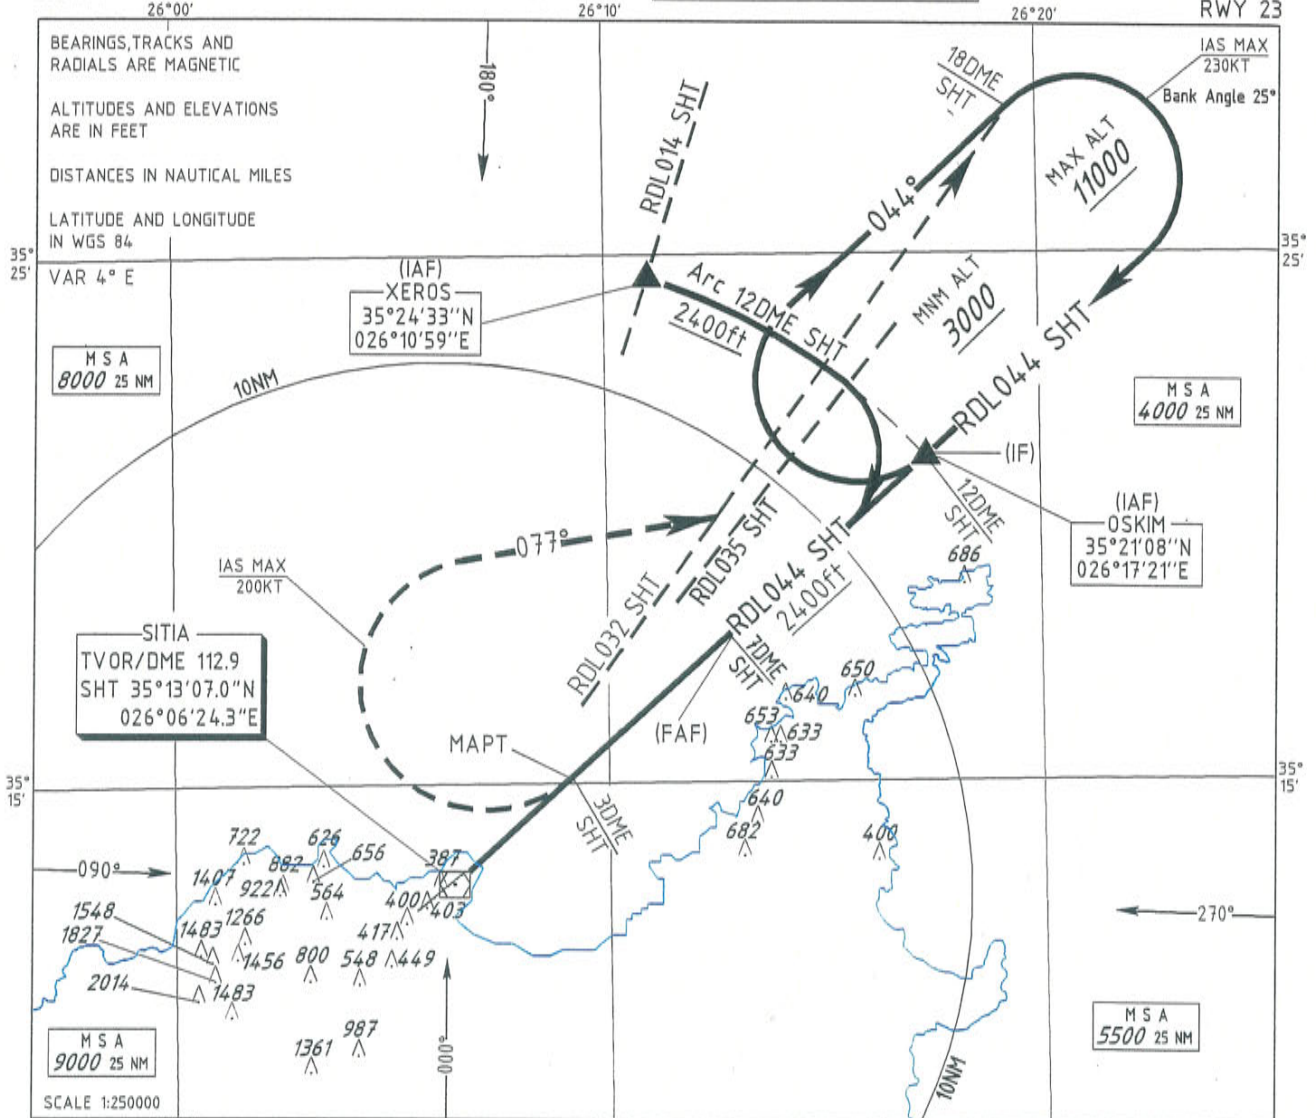 26°00'
26°10'
26°20'
RWY 23
BEARINGS,TRACKS AND
RADIALS ARE MAGNETIC
ALTITUDES AND ELEVATIONS
ARE IN FEET
DISTANCES IN NAUTICAL MILES
LATITUDE AND LONGITUDE
IN WGS 84
VAR 4° E
180°
18DME
SHT
IAS MAX
230KT
Bank Angle 25°
MAX ALT
11000
RDL014 SHT
044°
35°
25'
35°
25'
(IAF)
XEROS
35°24'33''N
026°10'59''E
Arc 12DME SHT
2400ft
MNM ALT
3000
RDL044 SHT
MSA
8000 25 NM
10NM
MSA
4000 25 NM
(IF)
12DME
SHT
(IAF)
OSKIM
35°21'08''N
026°17'21''E
077°
RDL035 SHT
RDL032 SHT
RDL044 SHT
2400ft
IAS MAX
200KT
686
SITIA
TVOR/DME 112.9
SHT 35°13'07.0''N
026°06'24.3''E
7DME
SHT
(FAF)
650
640
653
633
633
MAPT
35°
15'
35°
15'
3DME
SHT
640
682
400
722
626
656
387
882
090°
1407
922
564
400
403
1548
1483
1266
417
270°
1827
1456
800
548
449
2014
1483
MSA
9000 25 NM
987
1361
000°
MSA
5500 25 NM
10NM
SCALE 1:250000